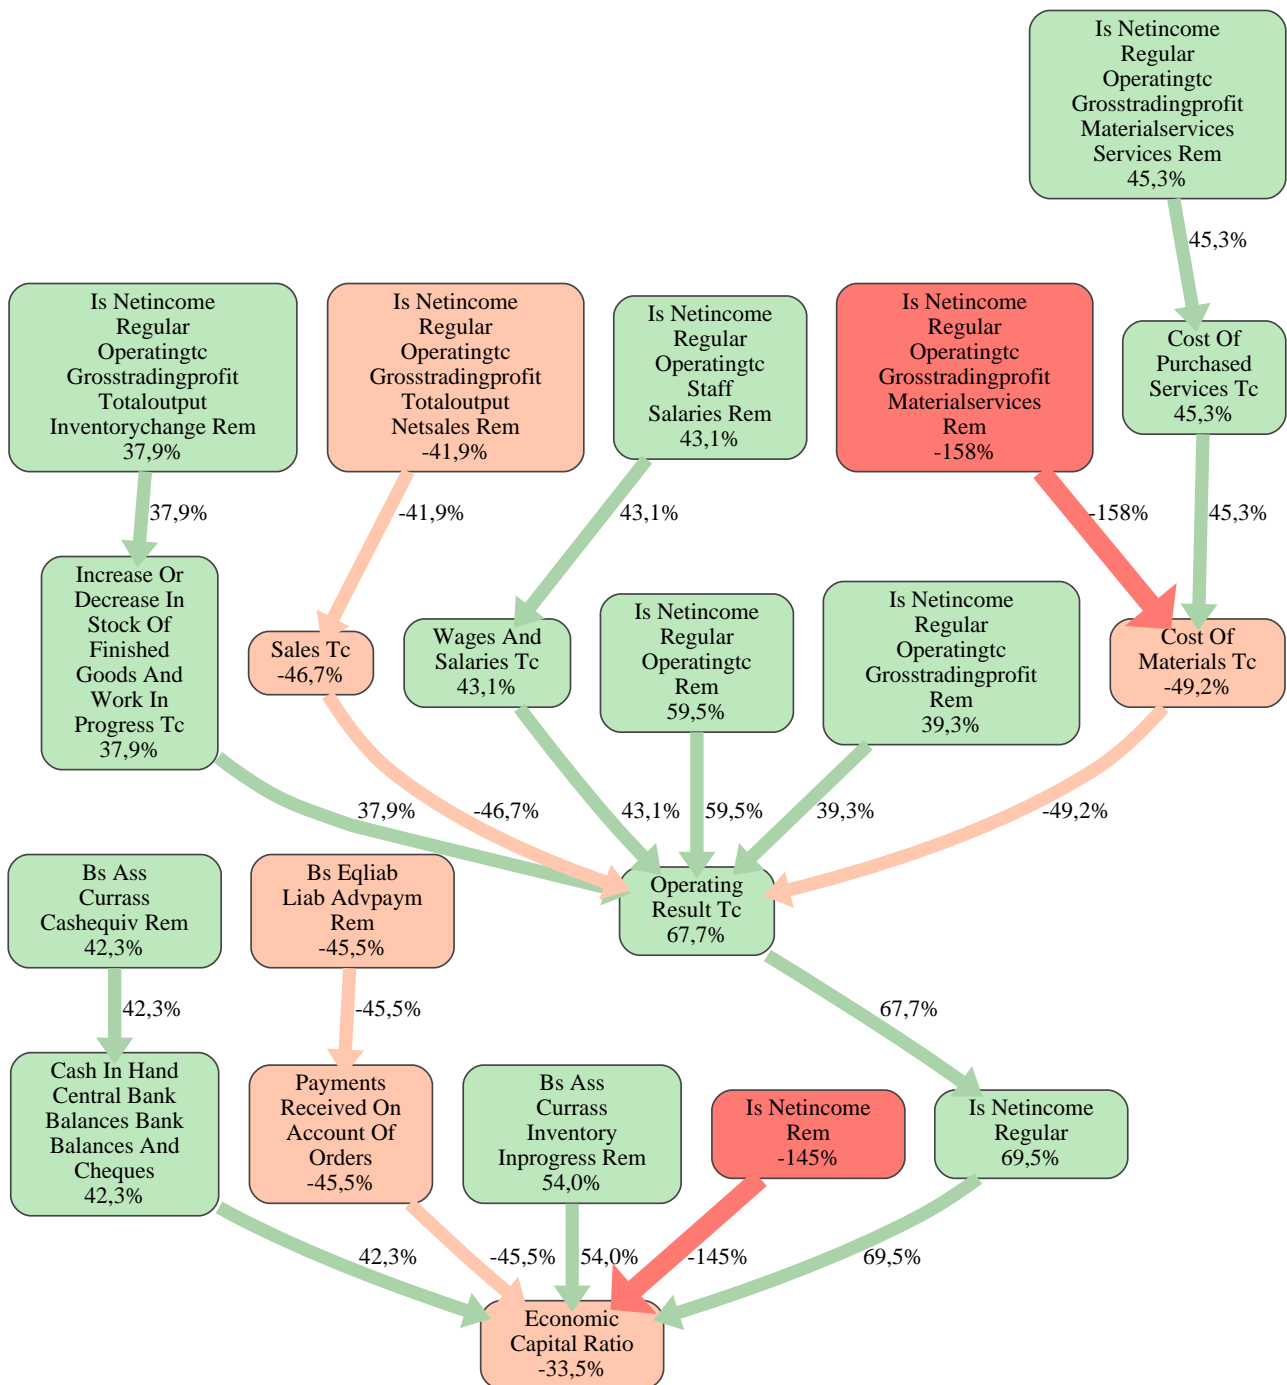 Is Netincome
Regular
Operatingtc
Grosstradingprofit
Materialservices
Services Rem
45,3%
45,3%
Is Netincome
Regular
Operatingtc
Grosstradingprofit
Totaloutput
Inventorychange Rem
37,9%
Is Netincome
Regular
Operatingtc
Grosstradingprofit
Totaloutput
Netsales Rem
-41,9%
Is Netincome
Regular
Operatingtc
Staff
Salaries Rem
43,1%
Is Netincome
Regular
Operatingtc
Grosstradingprofit
Materialservices
Rem
-158%
Cost Of
Purchased
Services Tc
45,3%
37,9%
-41,9%
43,1%
-158%
45,3%
Increase Or
Decrease In
Stock Of
Finished
Goods And
Work In
Progress Tc
37,9%
Sales Tc
-46,7%
Wages And
Salaries Tc
43,1%
Is Netincome
Regular
Operatingtc
Rem
59,5%
Is Netincome
Regular
Operatingtc
Grosstradingprofit
Rem
39,3%
Cost Of
Materials Tc
-49,2%
37,9%
-46,7%
43,1%
59,5%
39,3%
-49,2%
Bs Ass
Currass
Cashequiv Rem
42,3%
Bs Eqliab
Liab Advpaym
Rem
-45,5%
Operating
Result Tc
67,7%
42,3%
-45,5%
67,7%
Cash In Hand
Central Bank
Balances Bank
Balances And
Cheques
42,3%
Payments
Received On
Account Of
Orders
-45,5%
Bs Ass
Currass
Inventory
Inprogress Rem
54,0%
Is Netincome
Rem
-145%
Is Netincome
Regular
69,5%
42,3%
-45,5%
54,0%
-145%
69,5%
Economic
Capital Ratio
-33,5%